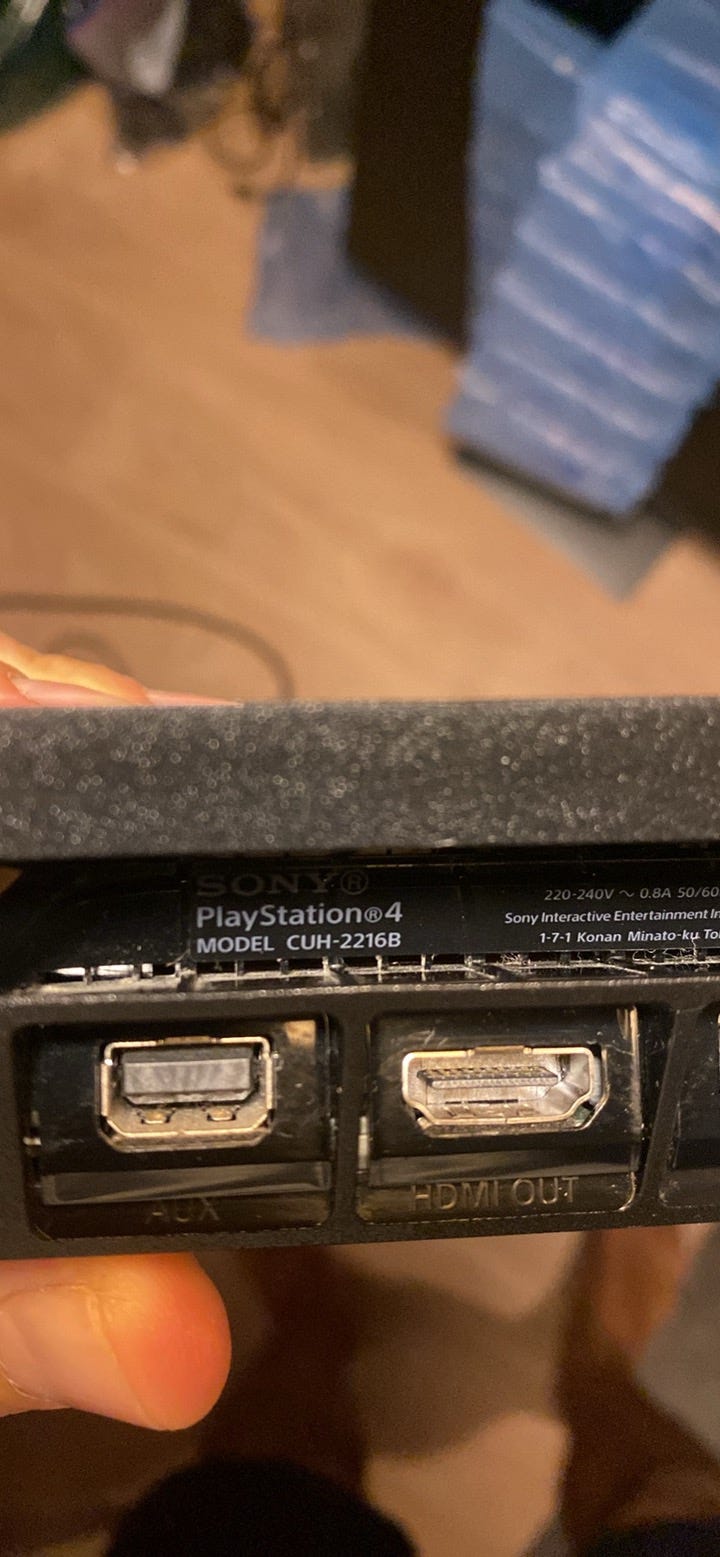 SONY®
PlayStation®4
MODEL CUH-2216B
220-240V ~ 0.8A 50/60
Sony Interactive Entertainment In
1-7-1 Konan Minato-ku To
AUX
HDMI OUT